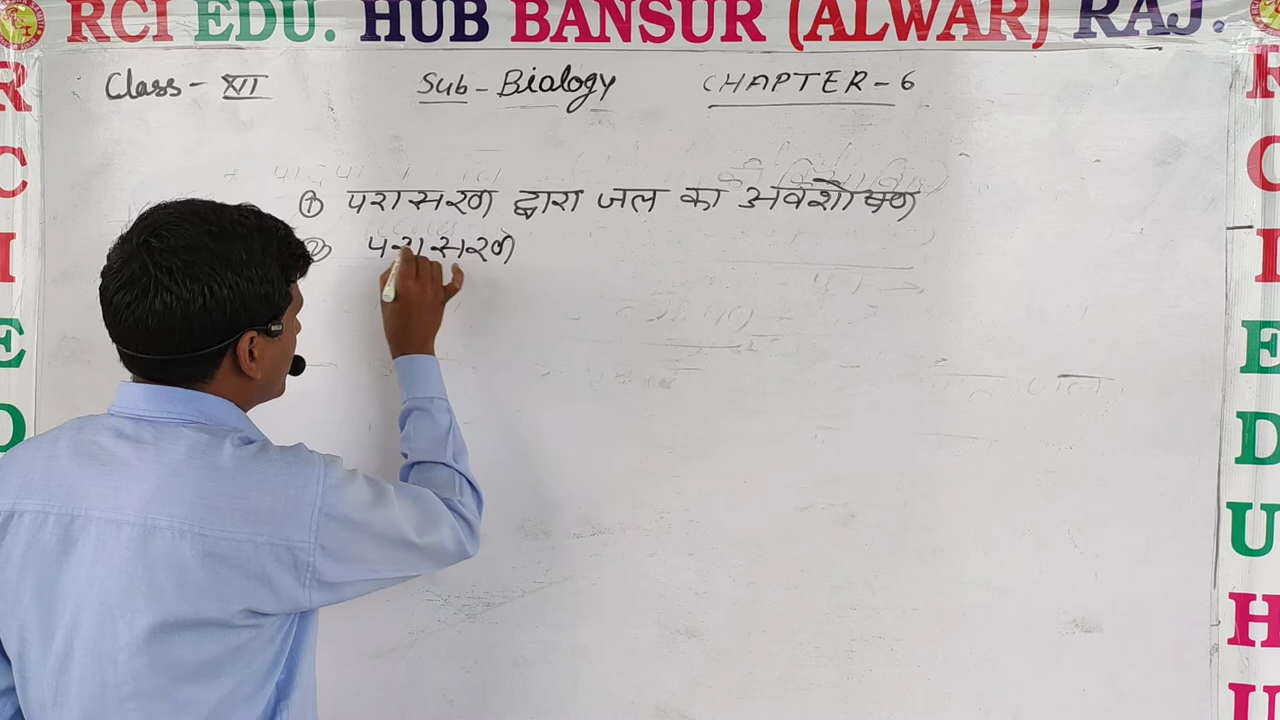 RCI EDU. HUB BANSUR (ALWAR) RAJ.
Class - XII Sub - Biology CHAPTER - 6
① परासरण द्वारा जल का अवशोषण
② परासरण
R
C
I
E
D
R
C
I
E
D
U
H
U